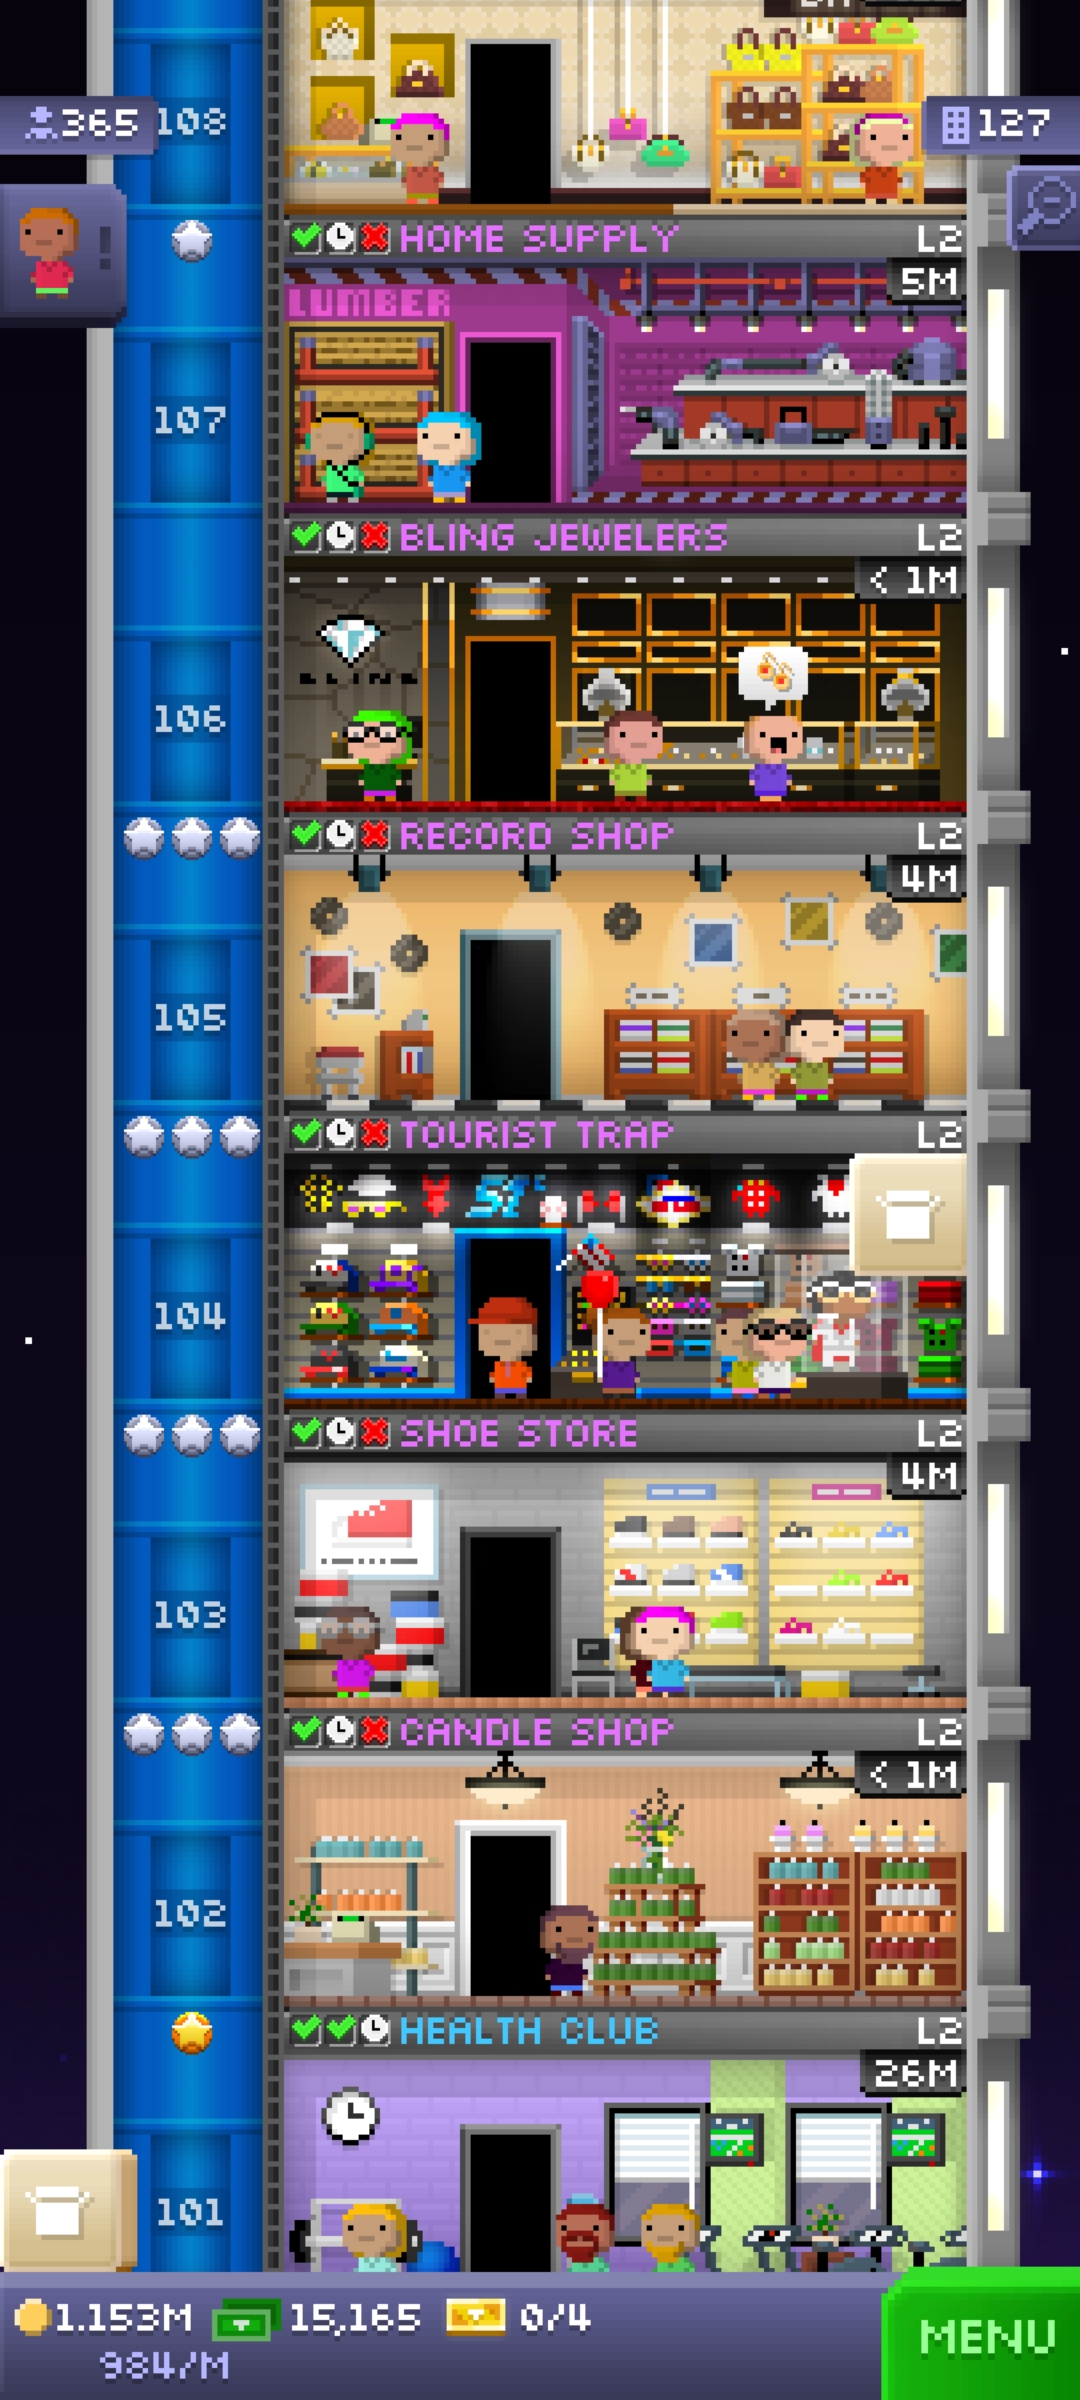 365
108
127
HOME SUPPLY
L2
5M
LUMBER
107
BLING JEWELERS
L2
< 1M
BLING
106
RECORD SHOP
L2
4M
105
TOURIST TRAP
L2
104
SHOE STORE
L2
4M
103
CANDLE SHOP
L2
< 1M
102
HEALTH CLUB
L2
26M
101
1.153M
15,165
0/4
984/M
MENU